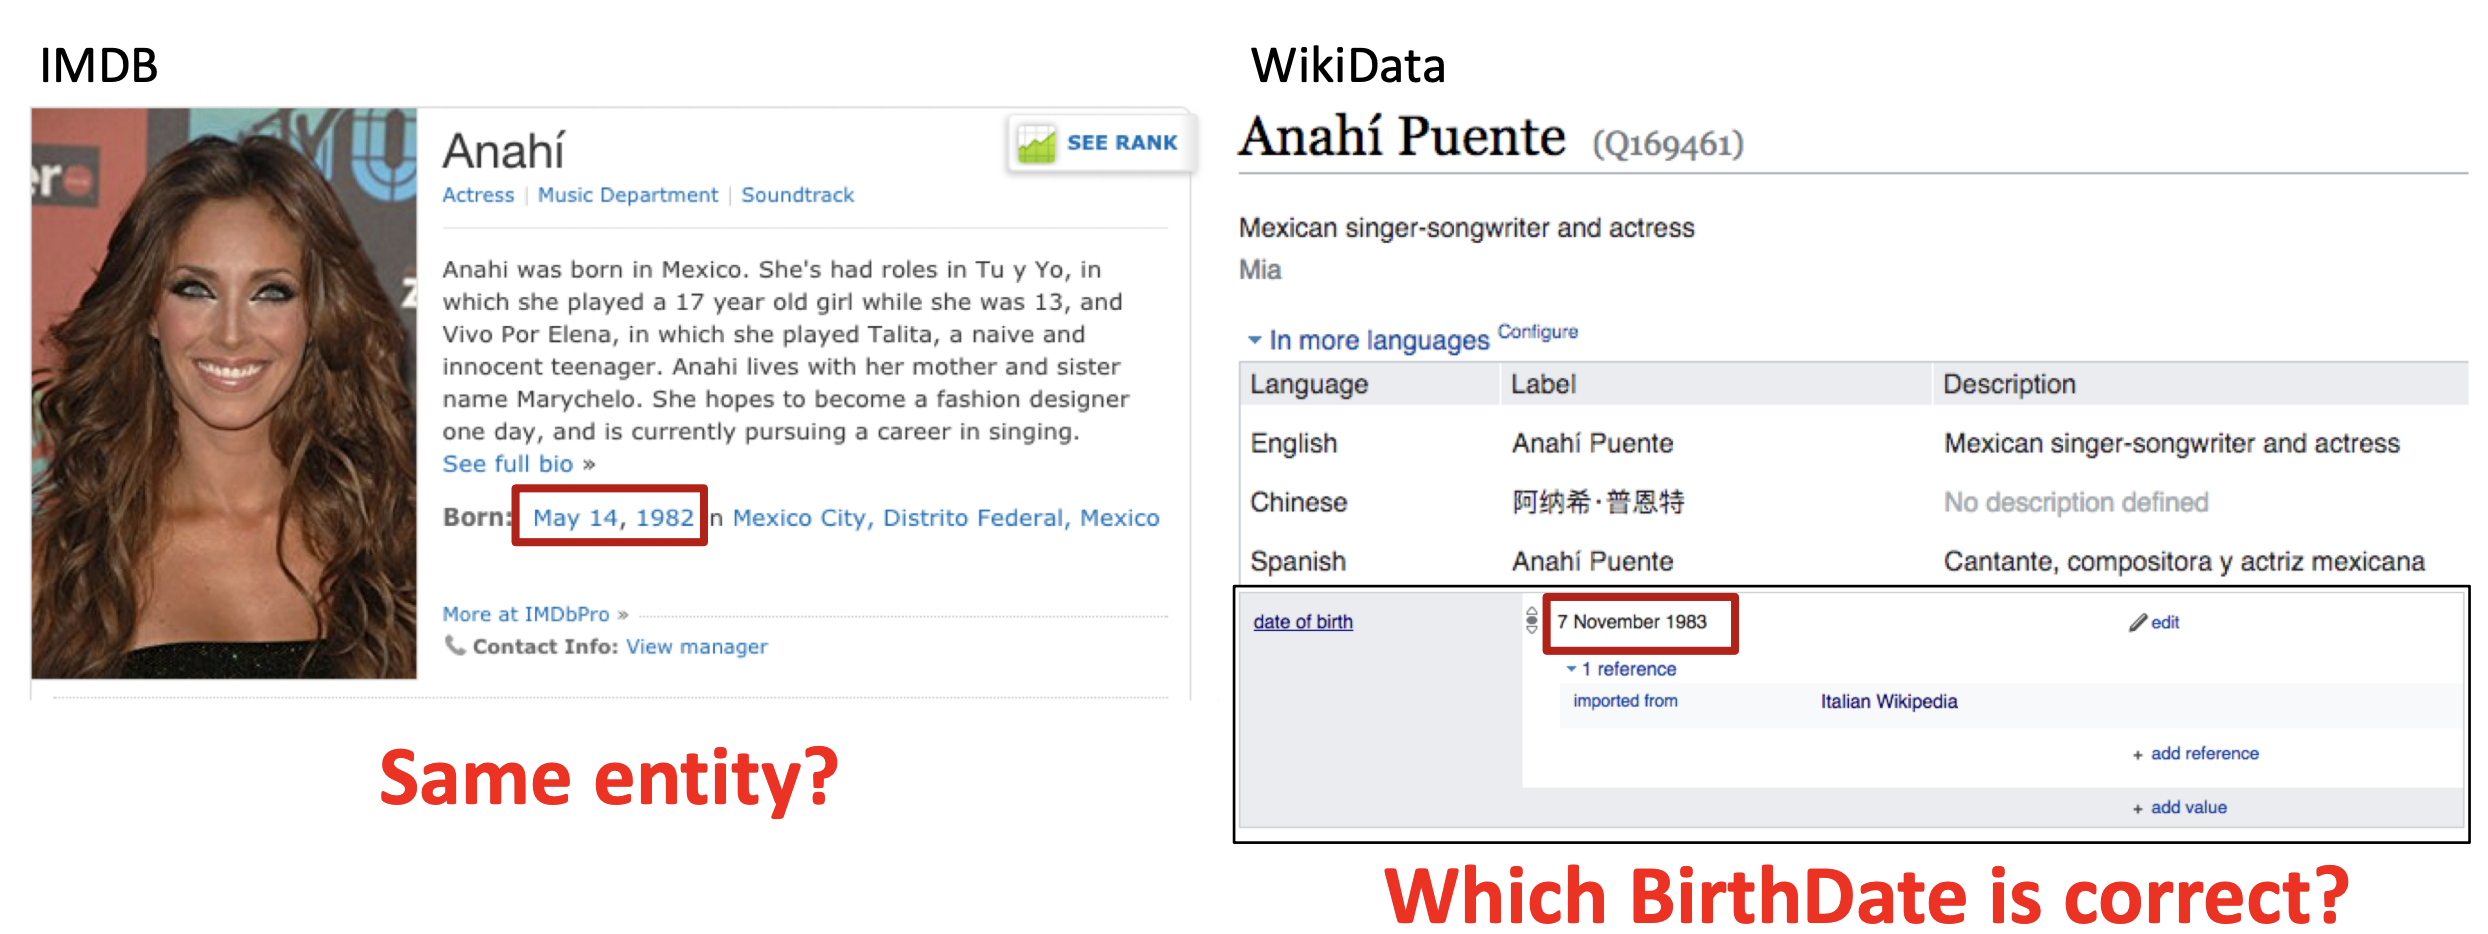 IMDB
Anahí
SEE RANK
Actress | Music Department | Soundtrack
Anahi was born in Mexico. She's had roles in Tu y Yo, in
which she played a 17 year old girl while she was 13, and
Vivo Por Elena, in which she played Talita, a naive and
innocent teenager. Anahi lives with her mother and sister
name Marychelo. She hopes to become a fashion designer
one day, and is currently pursuing a career in singing.
See full bio »
Born: May 14, 1982 n Mexico City, Distrito Federal, Mexico
More at IMDbPro »
Contact Info: View manager
Same entity?
WikiData
Anahí Puente (Q169461)
Mexican singer-songwriter and actress
Mia
In more languages Configure
Language Label Description
English Anahí Puente Mexican singer-songwriter and actress
Chinese 阿纳希·普恩特 No description defined
Spanish Anahí Puente Cantante, compositora y actriz mexicana
date of birth 7 November 1983 edit
1 reference
imported from Italian Wikipedia
+ add reference
+ add value
Which BirthDate is correct?